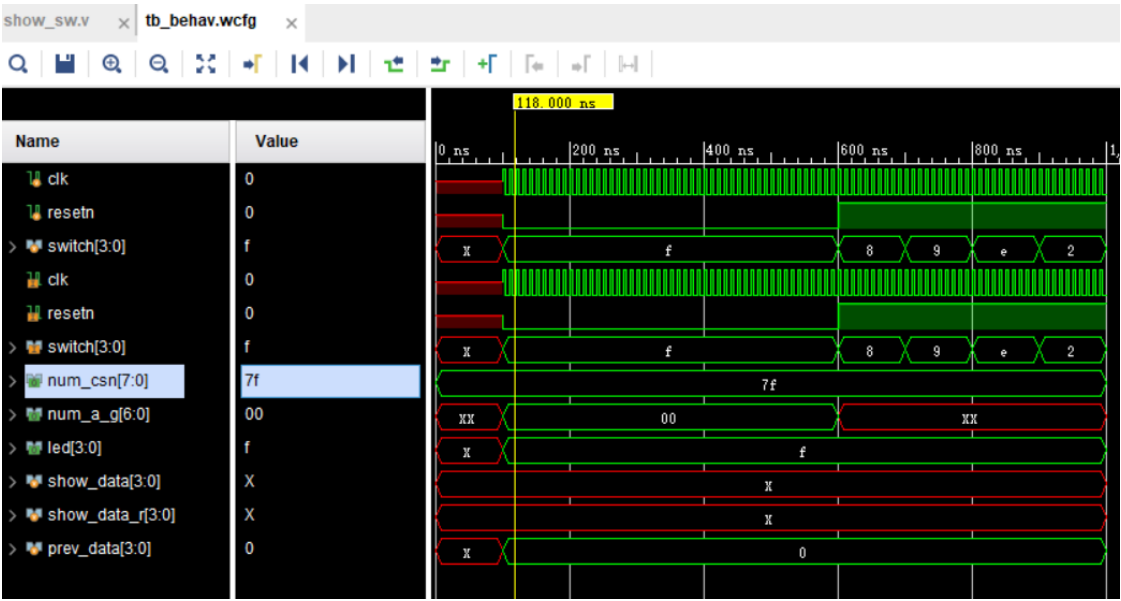 show_sw.v × tb_behav.wcfg ×
118.000 ns
Name Value
0 ns 200 ns 400 ns 600 ns 800 ns 1,
clk 0
resetn 0
switch[3:0] f X f 8 9 e 2
clk 0
resetn 0
switch[3:0] f X f 8 9 e 2
num_csn[7:0] 7f 7f
num_a_g[6:0] 00 XX 00 XX
led[3:0] f X f
show_data[3:0] X X
show_data_r[3:0] X X
prev_data[3:0] 0 X 0